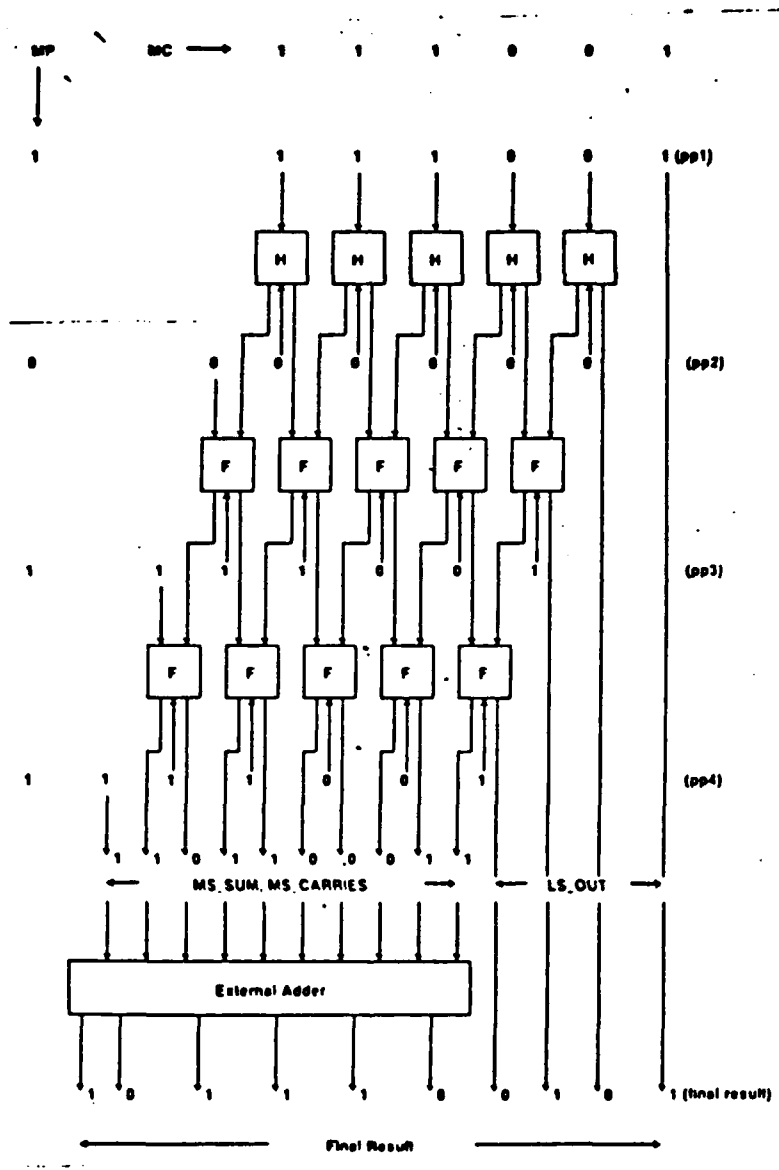 MP MC 1 1 1 0 0 1
1 1 1 1 0 0 1 (pp1)
H H H H H
0 0 0 0 0 0 0 (pp2)
F F F F F
1 1 1 1 0 0 1 (pp3)
F F F F F
1 1 1 1 0 0 1 (pp4)
1 1 0 1 1 0 0 0 1 1
MS_SUM, MS_CARRIES LS_OUT
External Adder
1 0 1 1 1 0 0 1 0 1 (final result)
Final Result